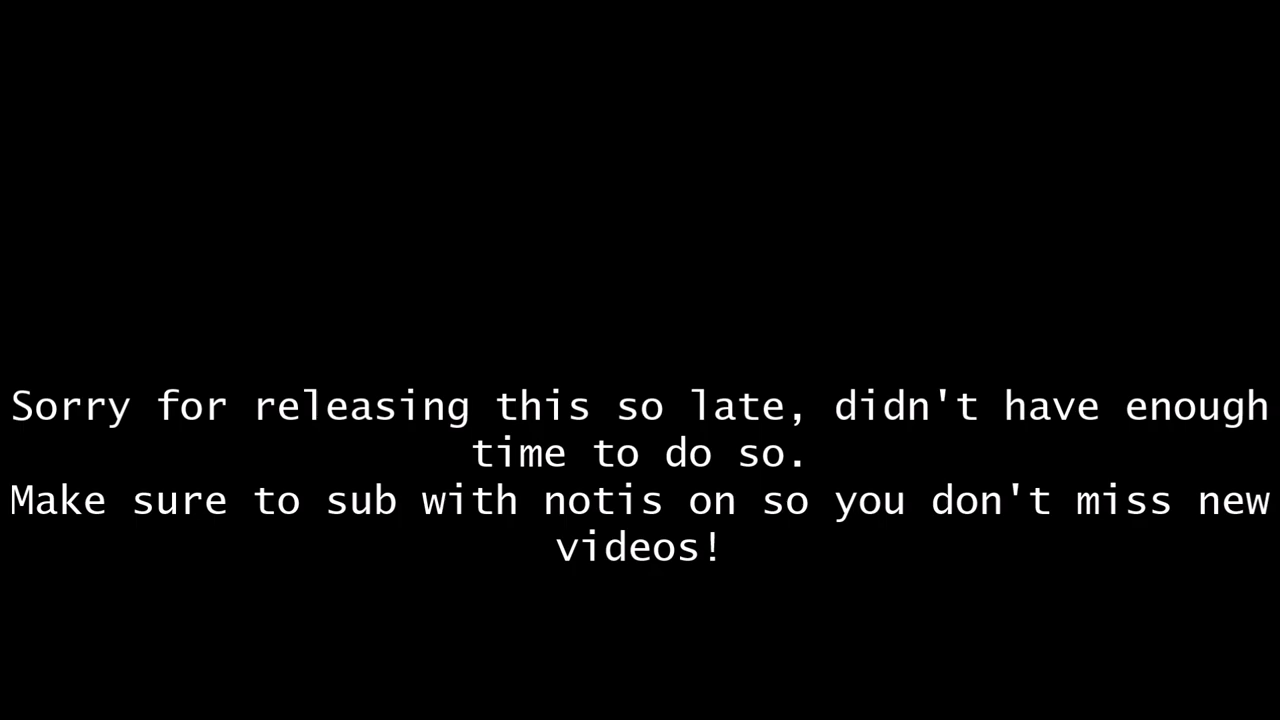 Sorry for releasing this so late, didn't have enough
time to do so.
Make sure to sub with notis on so you don't miss new
videos!